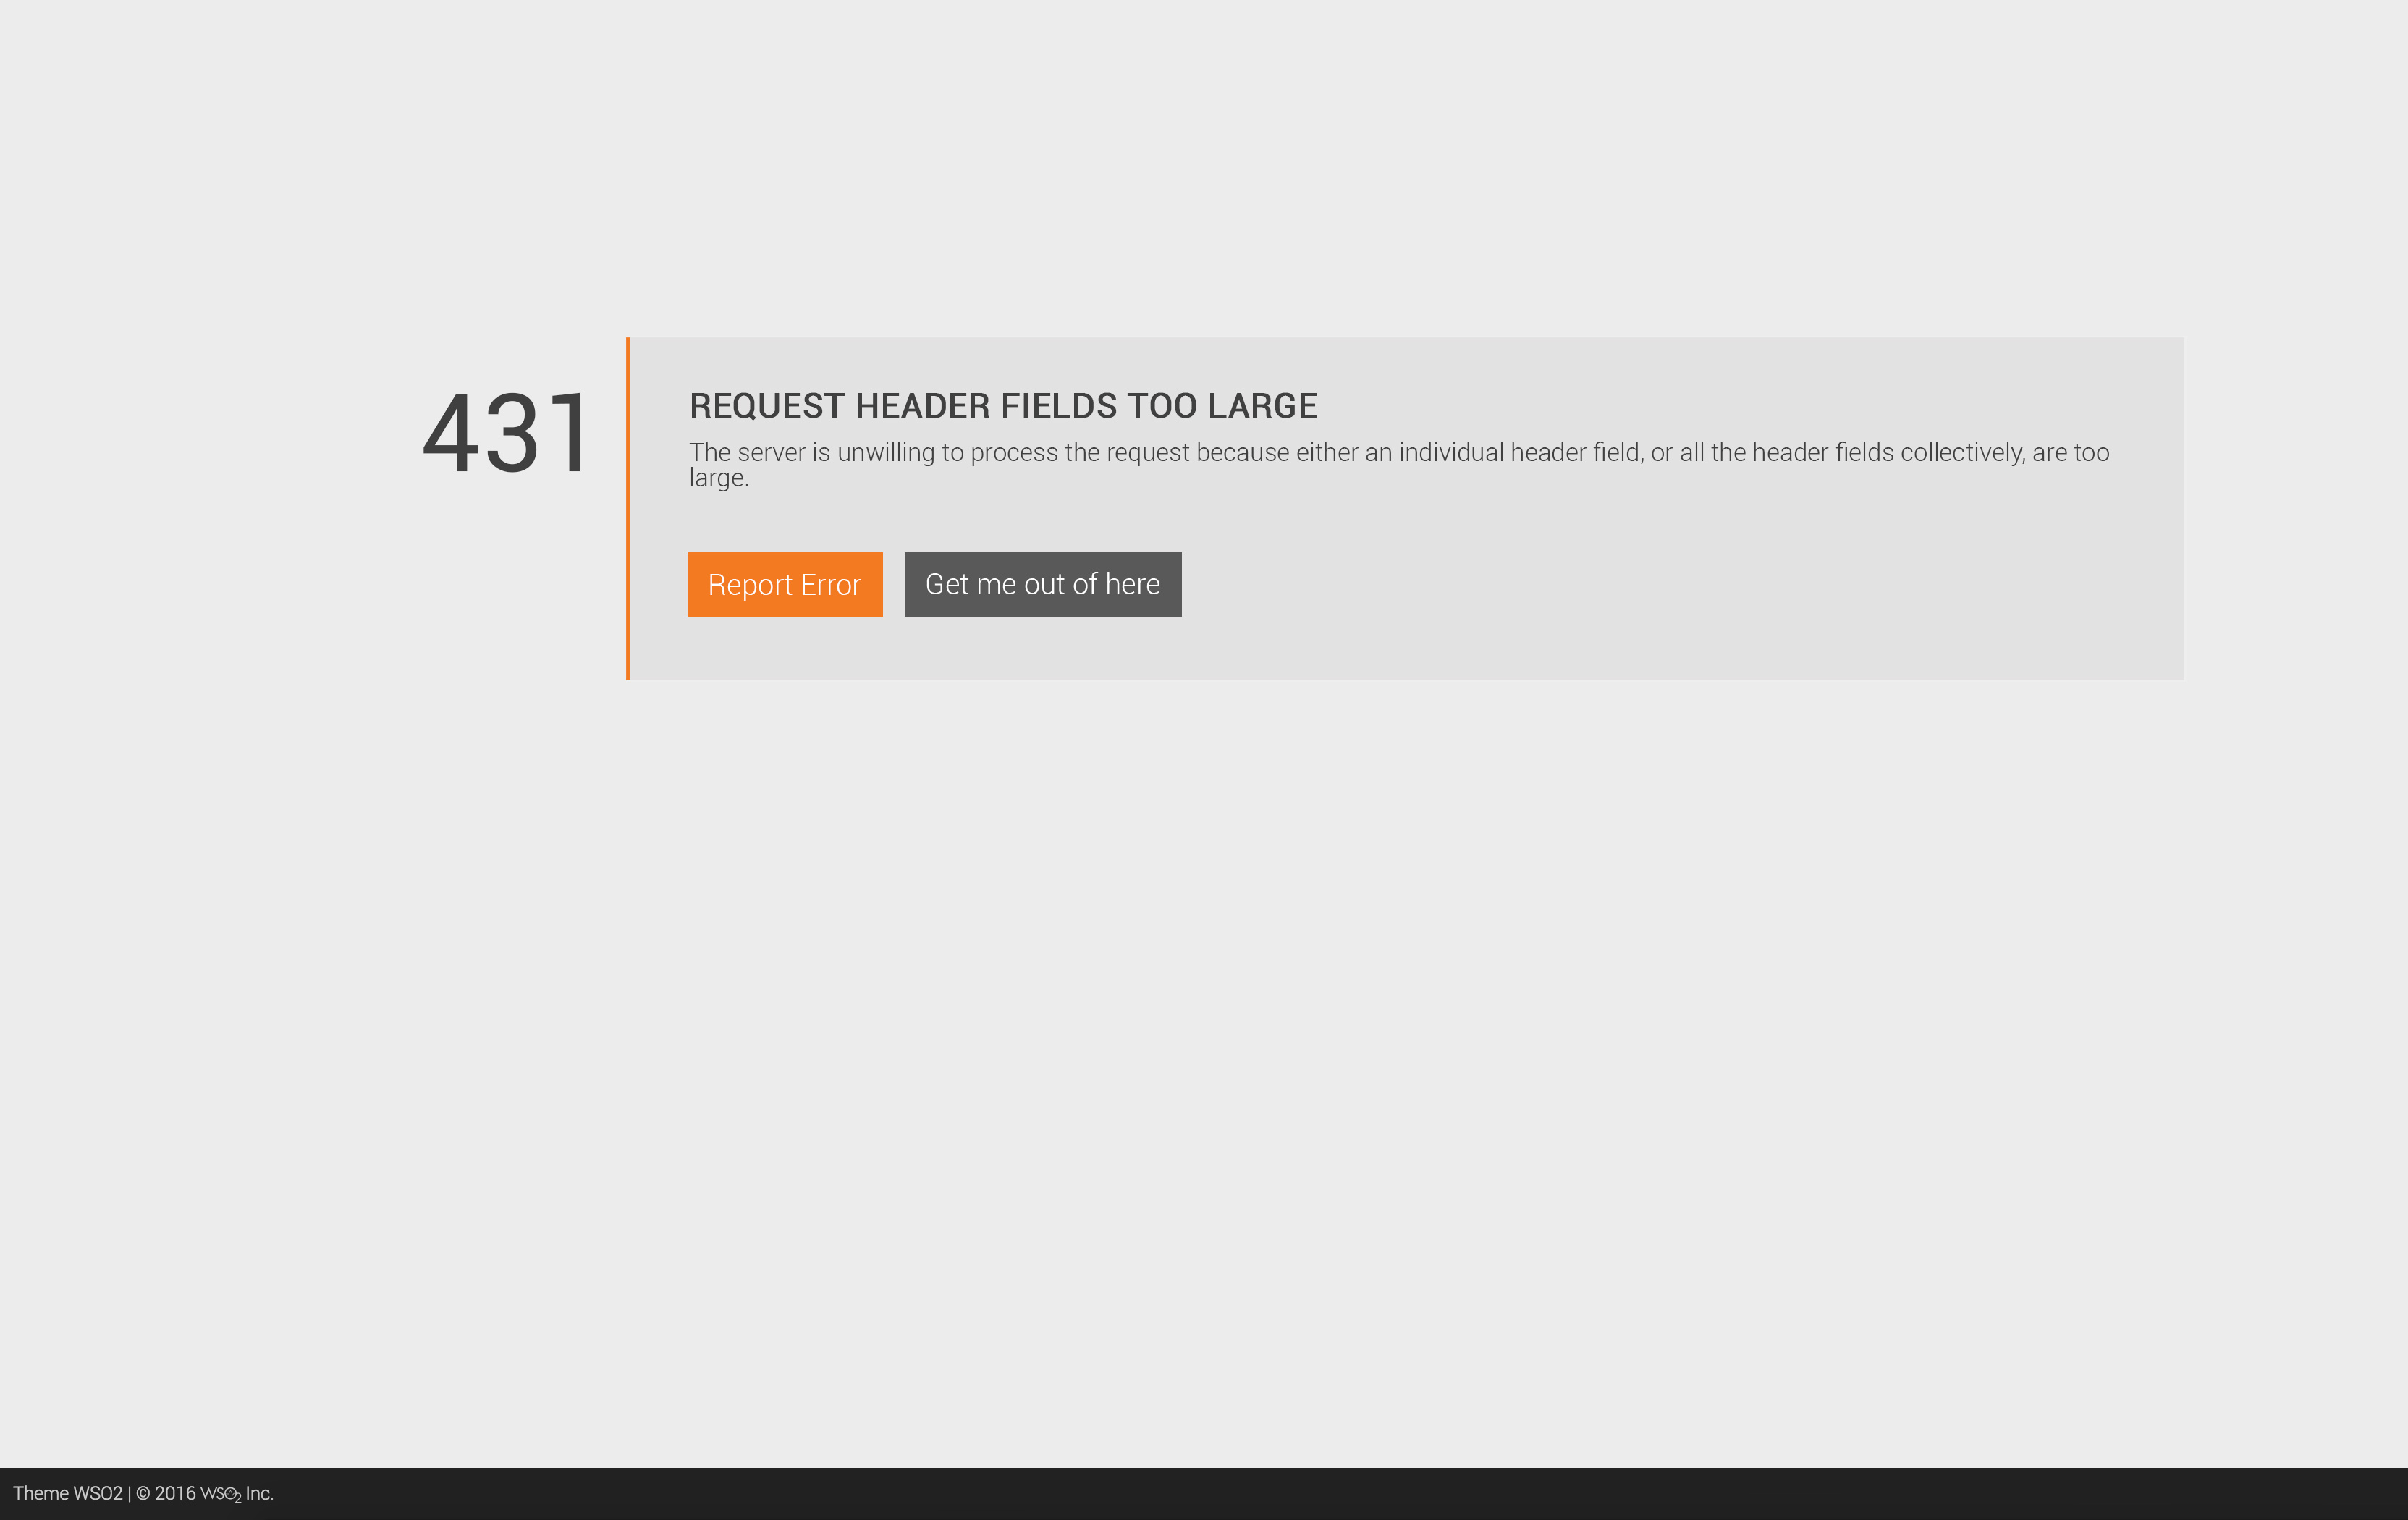 431
REQUEST HEADER FIELDS TOO LARGE
The server is unwilling to process the request because either an individual header field, or all the header fields collectively, are too
large.
Report Error
Get me out of here
Theme WSO2 | © 2016 WSO2 Inc.